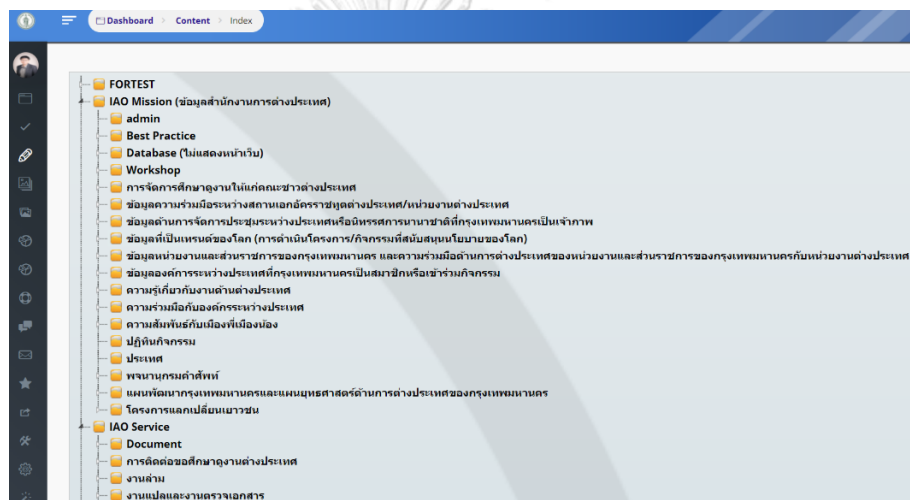 Dashboard > Content > Index
FORTEST
IAO Mission (ข้อมูลสำนักงานการต่างประเทศ)
admin
Best Practice
Database (ไม่แสดงหน้าเว็บ)
Workshop
การจัดการศึกษาดูงานให้แก่คณะชาวต่างประเทศ
ข้อมูลความร่วมมือระหว่างสถานเอกอัครราชทูตต่างประเทศ/หน่วยงานต่างประเทศ
ข้อมูลด้านการจัดการประชุมระหว่างประเทศหรือนิทรรศการนานาชาติที่กรุงเทพมหานครเป็นเจ้าภาพ
ข้อมูลที่เป็นเทรนด์ของโลก (การดำเนินโครงการ/กิจกรรมที่สนับสนุนนโยบายของโลก)
ข้อมูลหน่วยงานและส่วนราชการของกรุงเทพมหานคร และความร่วมมือด้านการต่างประเทศของหน่วยงานและส่วนราชการของกรุงเทพมหานครกับหน่วยงานต่างประเทศ
ข้อมูลองค์การระหว่างประเทศที่กรุงเทพมหานครเป็นสมาชิกหรือเข้าร่วมกิจกรรม
ความรู้เกี่ยวกับงานด้านต่างประเทศ
ความร่วมมือกับองค์กรระหว่างประเทศ
ความสัมพันธ์กับเมืองพี่เมืองน้อง
ปฏิทินกิจกรรม
ประเทศ
พจนานุกรมคำศัพท์
แผนพัฒนากรุงเทพมหานครและแผนยุทธศาสตร์ด้านการต่างประเทศของกรุงเทพมหานคร
โครงการแลกเปลี่ยนเยาวชน
IAO Service
Document
การติดต่อขอศึกษาดูงานต่างประเทศ
งานล่าม
งานแปลและงานตรวจเอกสาร